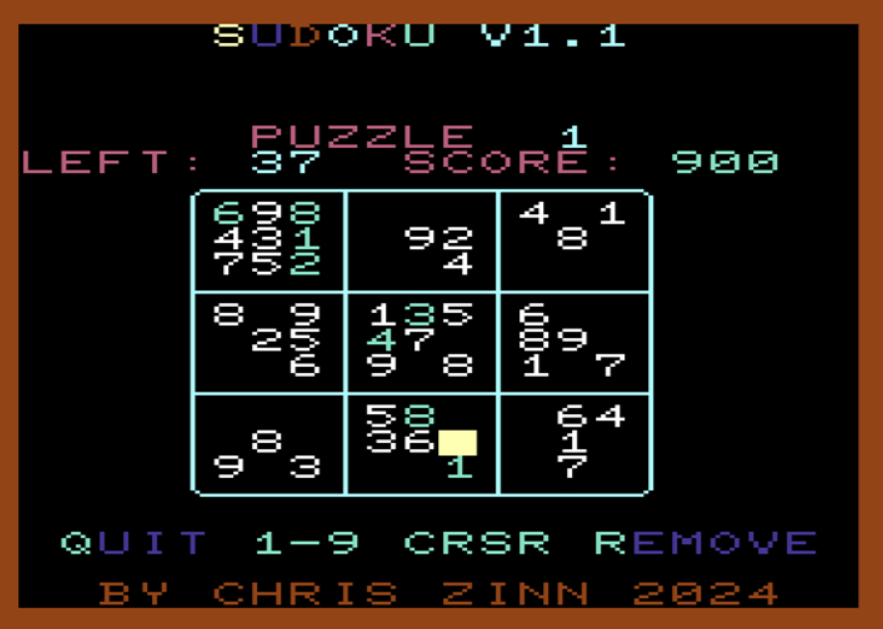 SUDOKU V1.1
PUZZLE 1
LEFT: 37 SCORE: 900
698 4 1
431 92 8
752 4
8 9 135 6
25 47 89
6 9 8 1 7
58 64
8 36 1
9 3 1 7
QUIT 1-9 CRSR REMOVE
BY CHRIS ZINN 2024